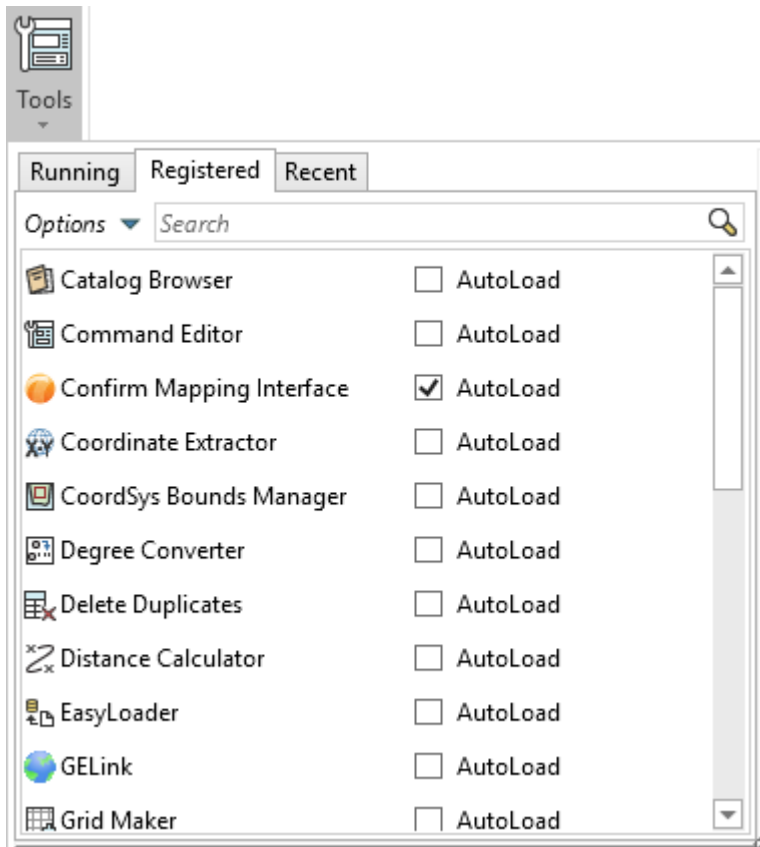 Tools
Running Registered Recent
Options Search
Catalog Browser AutoLoad
Command Editor AutoLoad
Confirm Mapping Interface AutoLoad
Coordinate Extractor AutoLoad
CoordSys Bounds Manager AutoLoad
Degree Converter AutoLoad
Delete Duplicates AutoLoad
Distance Calculator AutoLoad
EasyLoader AutoLoad
GELink AutoLoad
Grid Maker AutoLoad